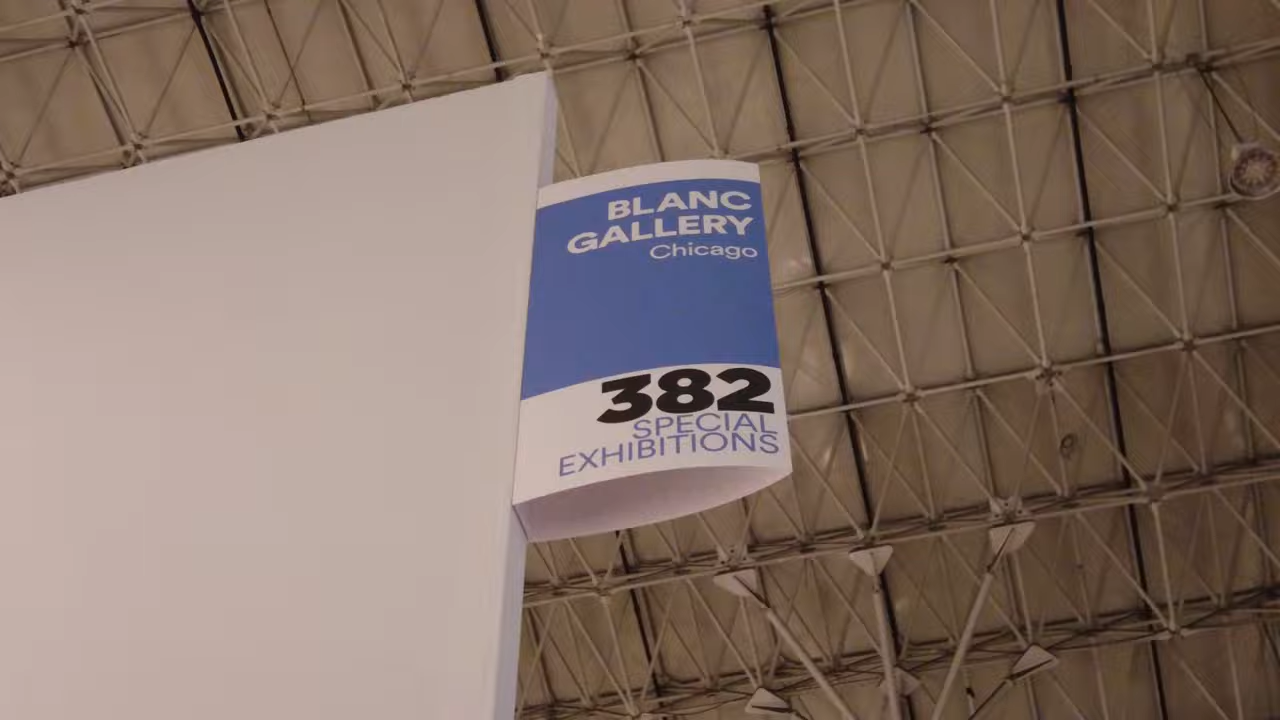 BLANC
GALLERY
Chicago
382
SPECIAL
EXHIBITIONS